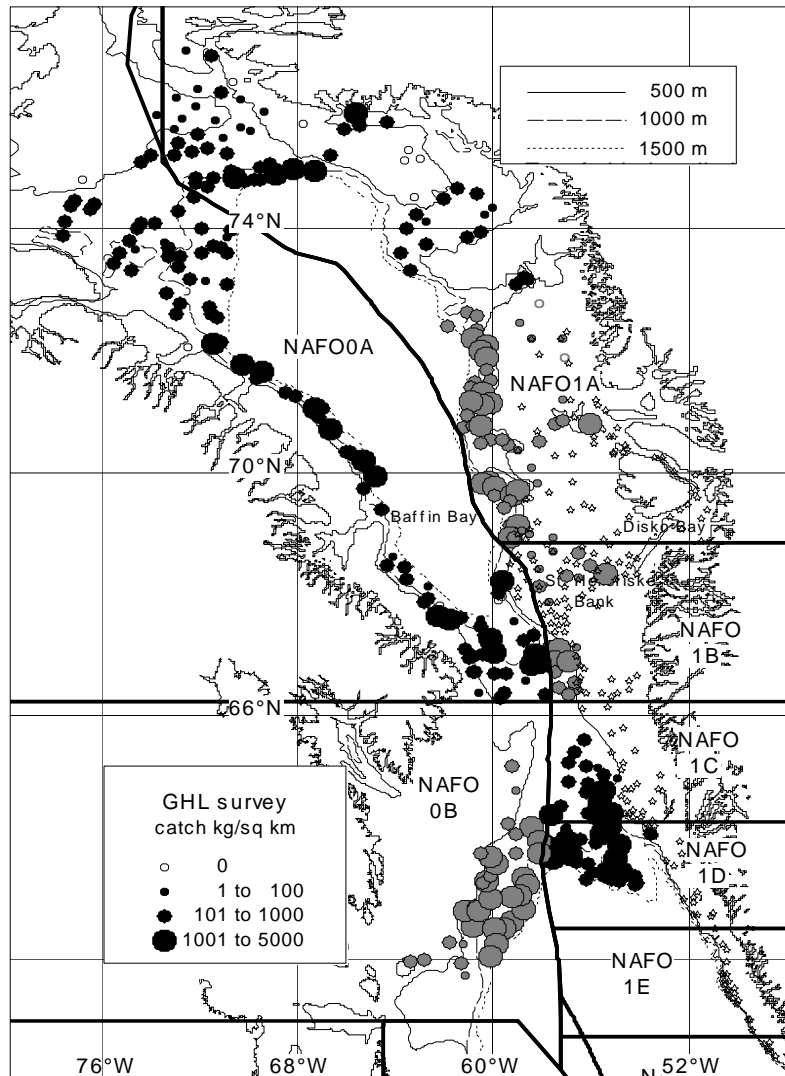 500 m
1000 m
1500 m
74°N
NAFO0A
NAFO1A
70°N
Baffin Bay
Disko Bay
Bank
NAFO
1B
66°N
NAFO
1C
NAFO
0B
GHL survey
catch kg/sq km
0
1 to 100
101 to 1000
1001 to 5000
NAFO
1D
NAFO
1E
76°W
68°W
60°W
52°W